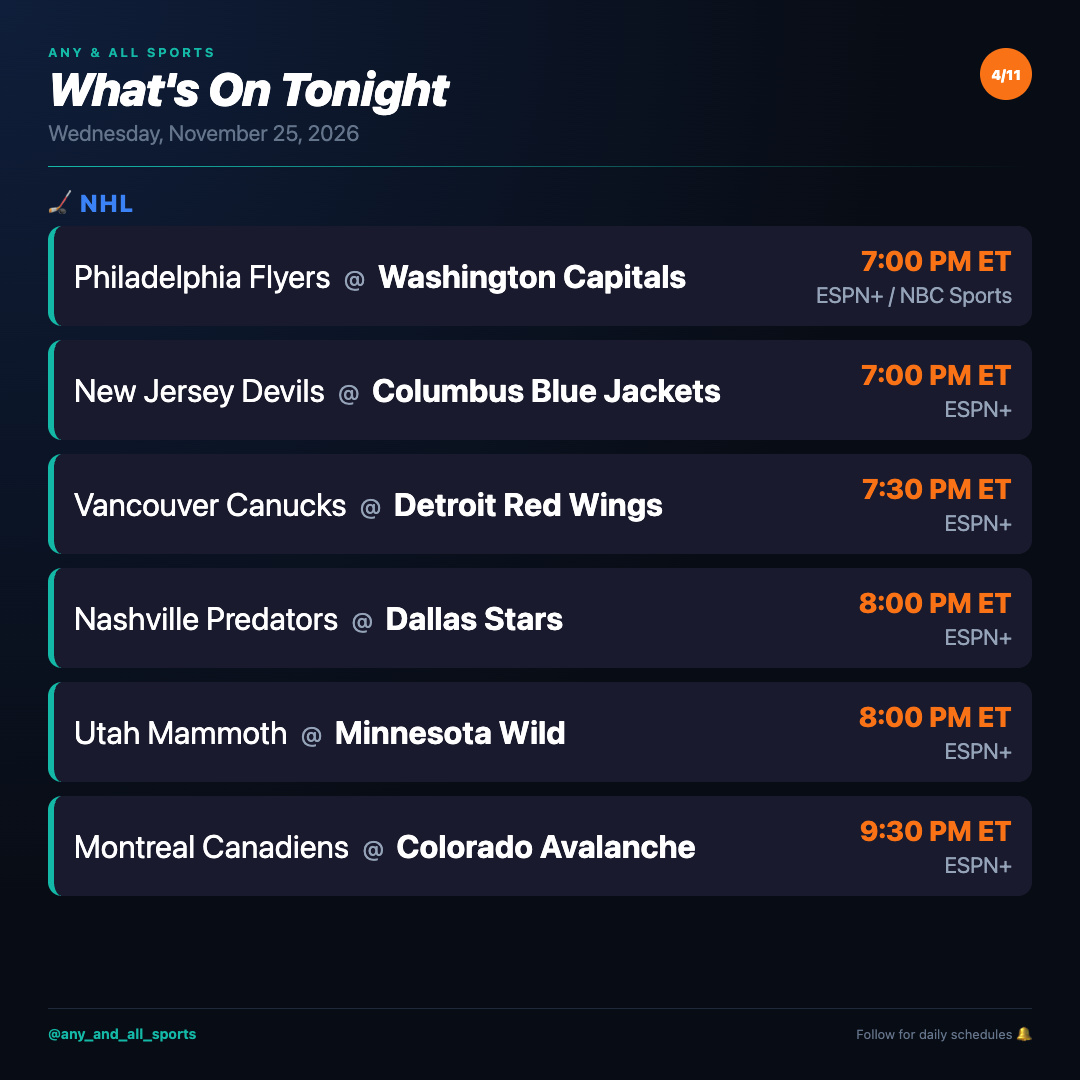 ANY & ALL SPORTS
What's On Tonight
4/11
Wednesday, November 25, 2026
NHL
Philadelphia Flyers @ Washington Capitals
7:00 PM ET
ESPN+ / NBC Sports
New Jersey Devils @ Columbus Blue Jackets
7:00 PM ET
ESPN+
Vancouver Canucks @ Detroit Red Wings
7:30 PM ET
ESPN+
Nashville Predators @ Dallas Stars
8:00 PM ET
ESPN+
Utah Mammoth @ Minnesota Wild
8:00 PM ET
ESPN+
Montreal Canadiens @ Colorado Avalanche
9:30 PM ET
ESPN+
@any_and_all_sports
Follow for daily schedules 🔔